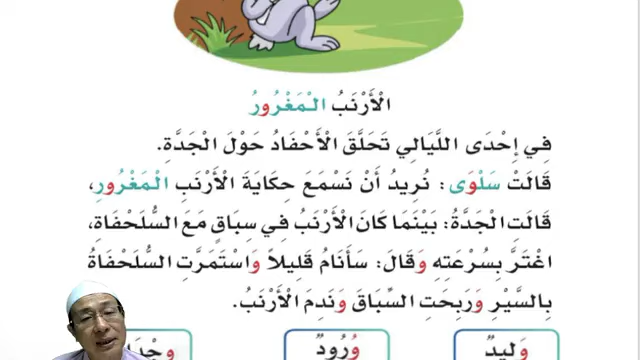 الْأَرْنَبُ الْمَغْرُورُ
فِي إِحْدَى اللَّيَالِي تَحَلَّقَ الْأَحْفَادُ حَوْلَ الْجَدَّةِ.
قَالَتْ سَلْوَى: نُرِيدُ أَنْ نَسْمَعَ حِكَايَةَ الْأَرْنَبِ الْمَغْرُورِ،
قَالَتِ الْجَدَّةُ: بَيْنَمَا كَانَ الْأَرْنَبُ فِي سِبَاقٍ مَعَ السُّلَحْفَاةِ،
اغْتَرَّ بِسُرْعَتِهِ وَقَالَ: سَأَنَامُ قَلِيلاً وَاسْتَمَرَّتِ السُّلَحْفَاةُ
بِالسَّيْرِ وَرَبِحَتِ السِّبَاقَ وَنَدِمَ الْأَرْنَبُ.
وَلِيدٌ وُرُودٌ